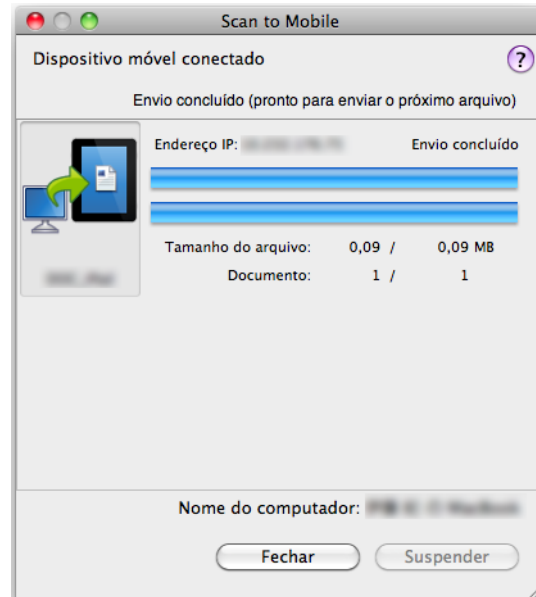 Scan to Mobile
Dispositivo móvel conectado
?
Envio concluído (pronto para enviar o próximo arquivo)
Endereço IP: Envio concluído
Tamanho do arquivo: 0,09 / 0,09 MB
Documento: 1 / 1
Nome do computador: MacBook
Fechar Suspender